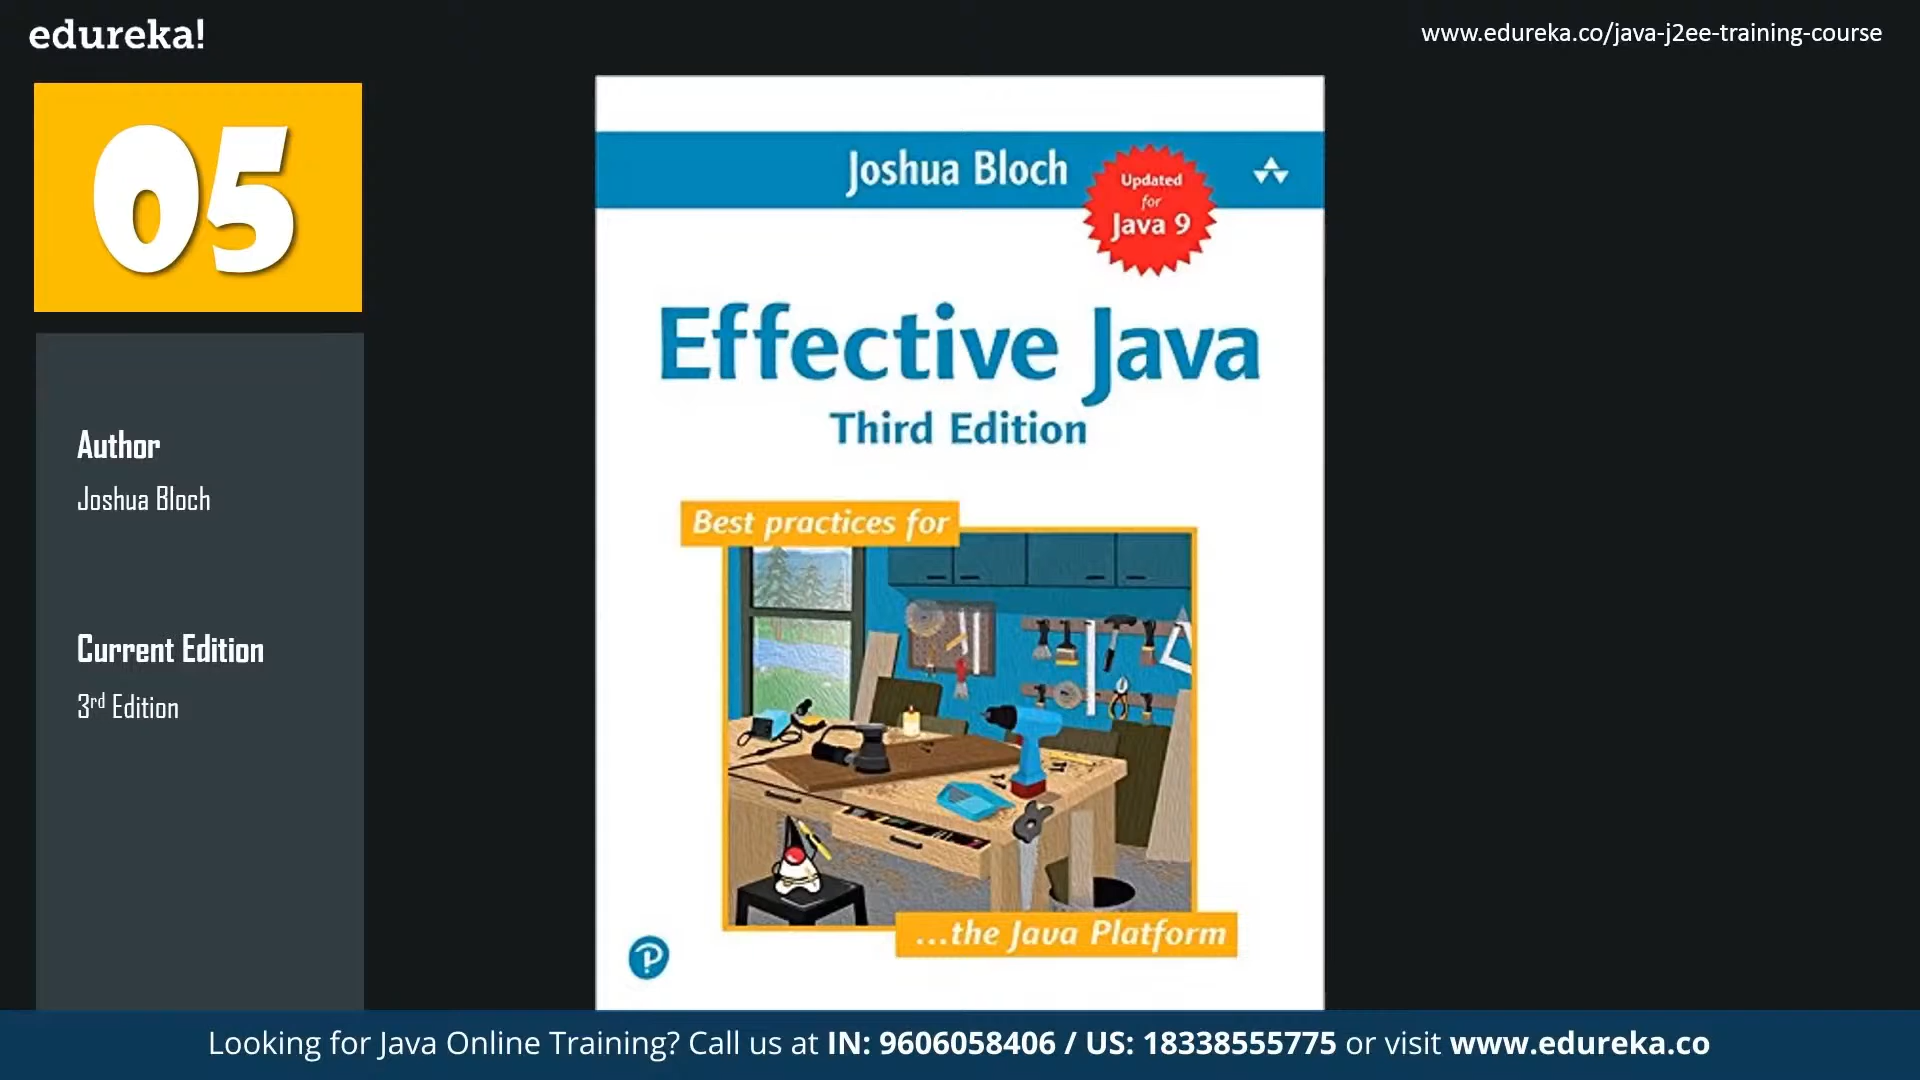 edureka!
www.edureka.co/java-j2ee-training-course
05
Author
Joshua Bloch
Current Edition
3rd Edition
Joshua Bloch
Updated
for
Java 9
Effective Java
Third Edition
Best practices for
...the Java Platform
P
Looking for Java Online Training? Call us at IN: 9606058406 / US: 18338555775 or visit www.edureka.co